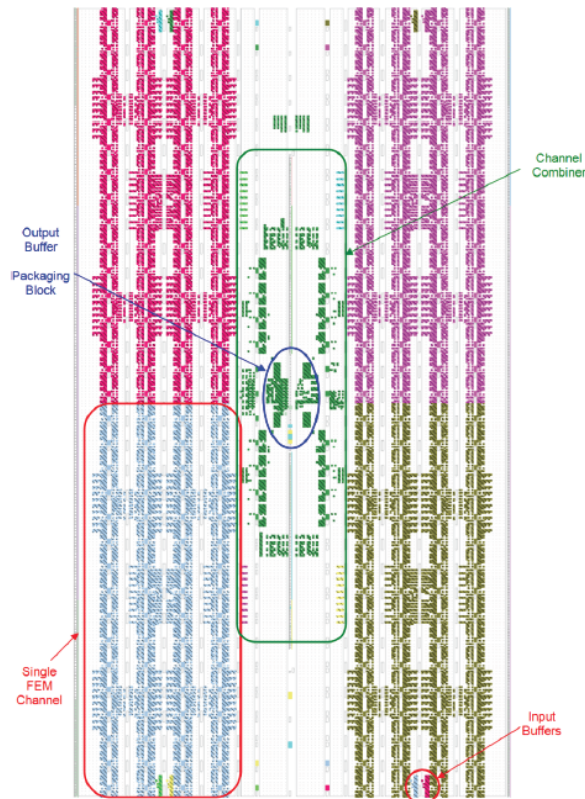 Channel
Combiner
Output
Buffer
Packaging
Block
Single
FEM
Channel
Input
Buffers